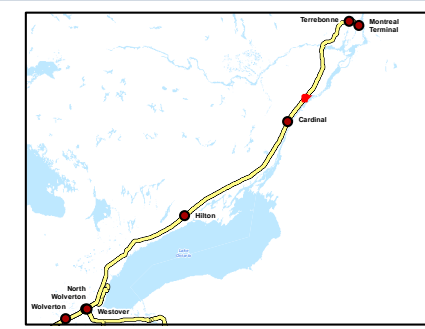 Terrebonne
Montreal
Terminal
Cardinal
Hilton
Lake
Ontario
North
Wolverton
Wolverton
Westover